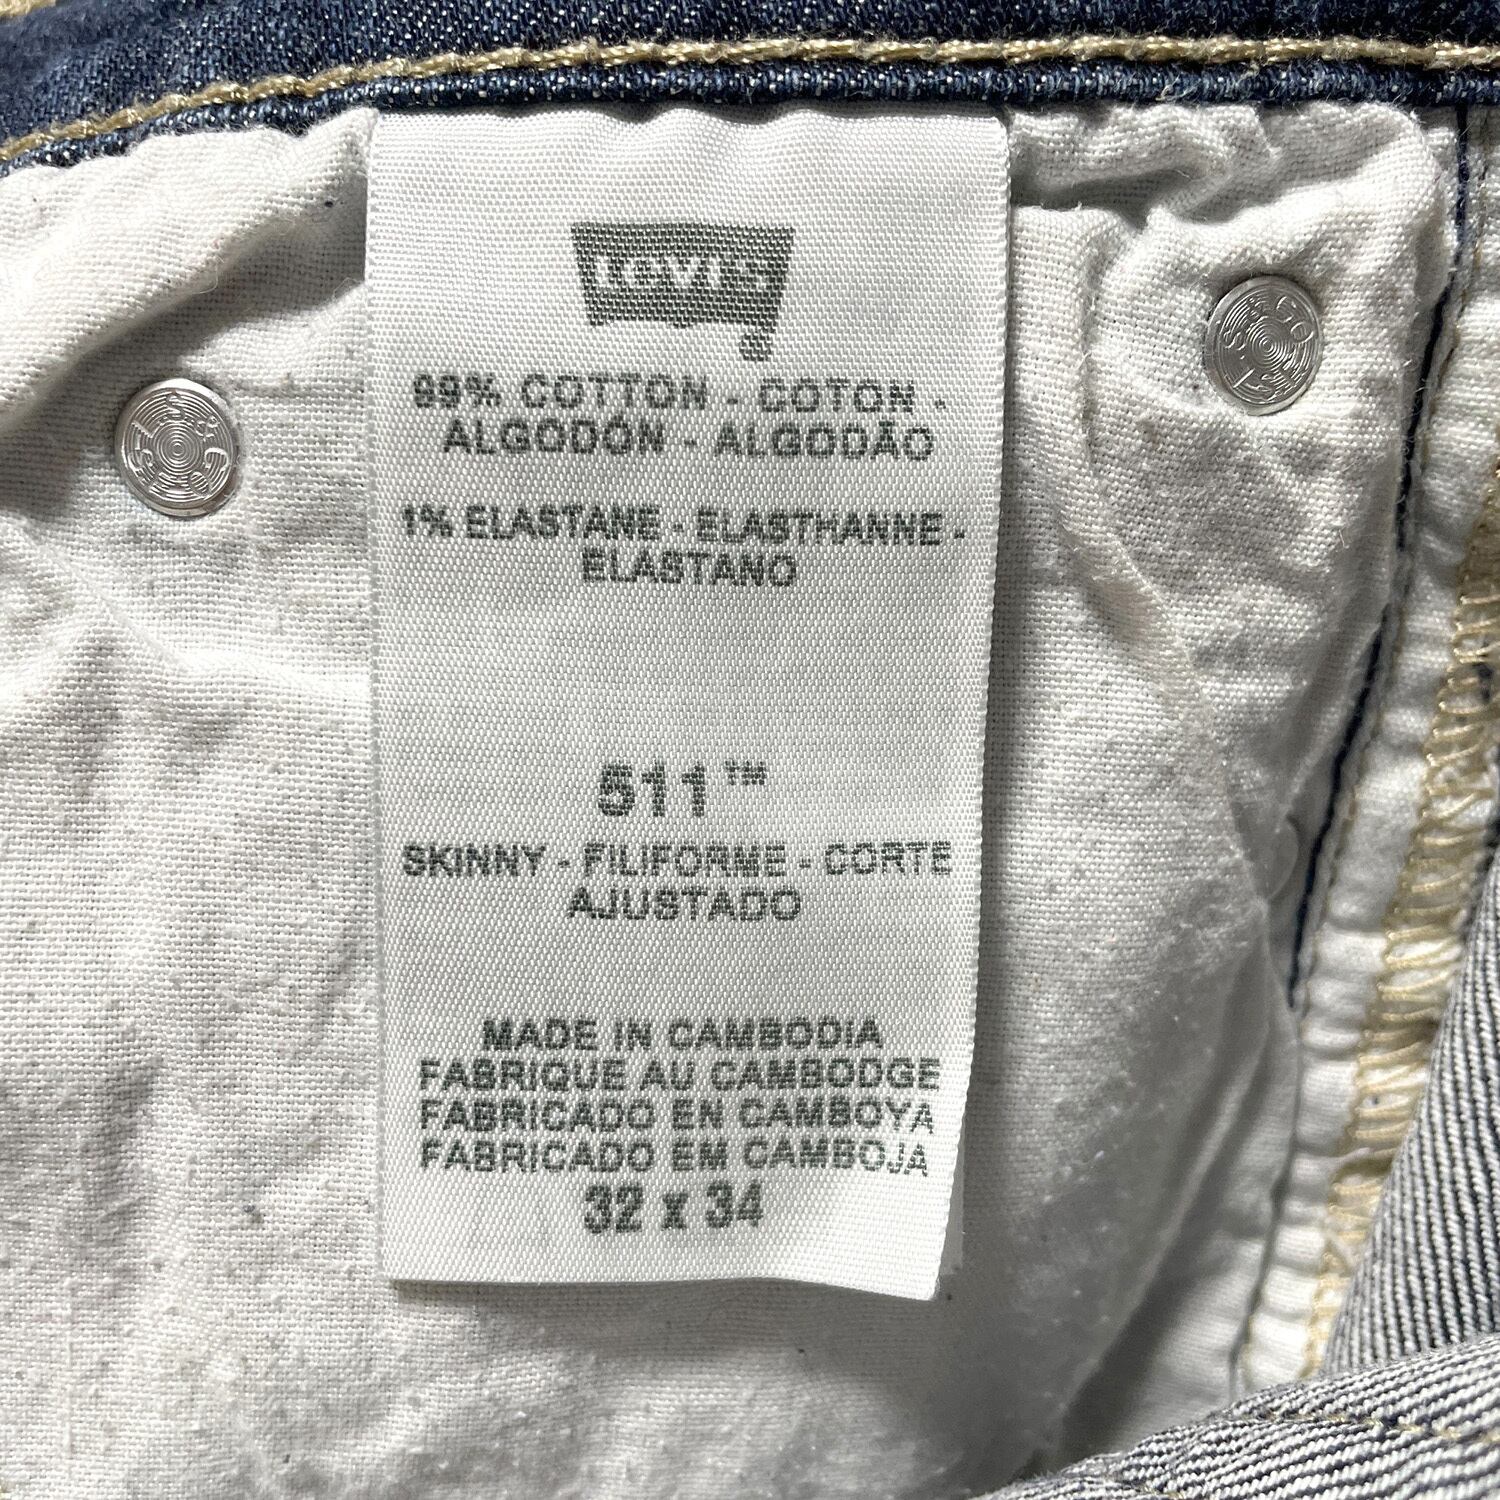 LEVI'S
®
99% COTTON - COTON -
ALGODÓN - ALGODÃO
1% ELASTANE - ELASTHANNE -
ELASTANO
511™
SKINNY - FILIFORME - CORTE
AJUSTADO
MADE IN CAMBODIA
FABRIQUE AU CAMBODGE
FABRICADO EN CAMBOYA
FABRICADO EM CAMBOJA
32 x 34